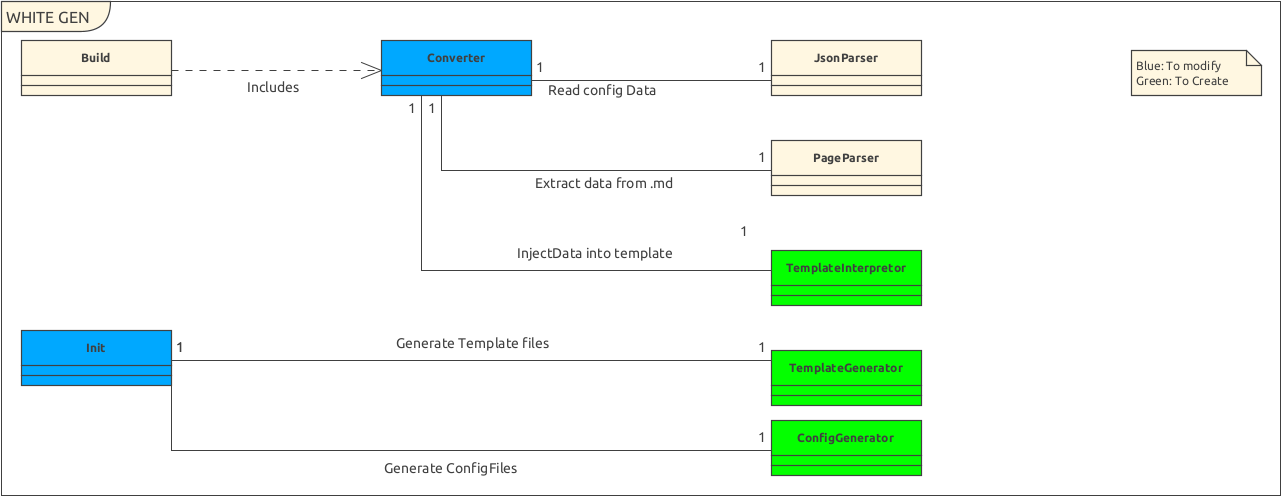 WHITE GEN
Build
Converter
JsonParser
1
1
Blue: To modify
Green: To Create
Includes
Read config Data
1
1
PageParser
1
Extract data from .md
1
InjectData into template
TemplateInterpretor
Init
1
Generate Template files
1
TemplateGenerator
ConfigGenerator
1
Generate ConfigFiles